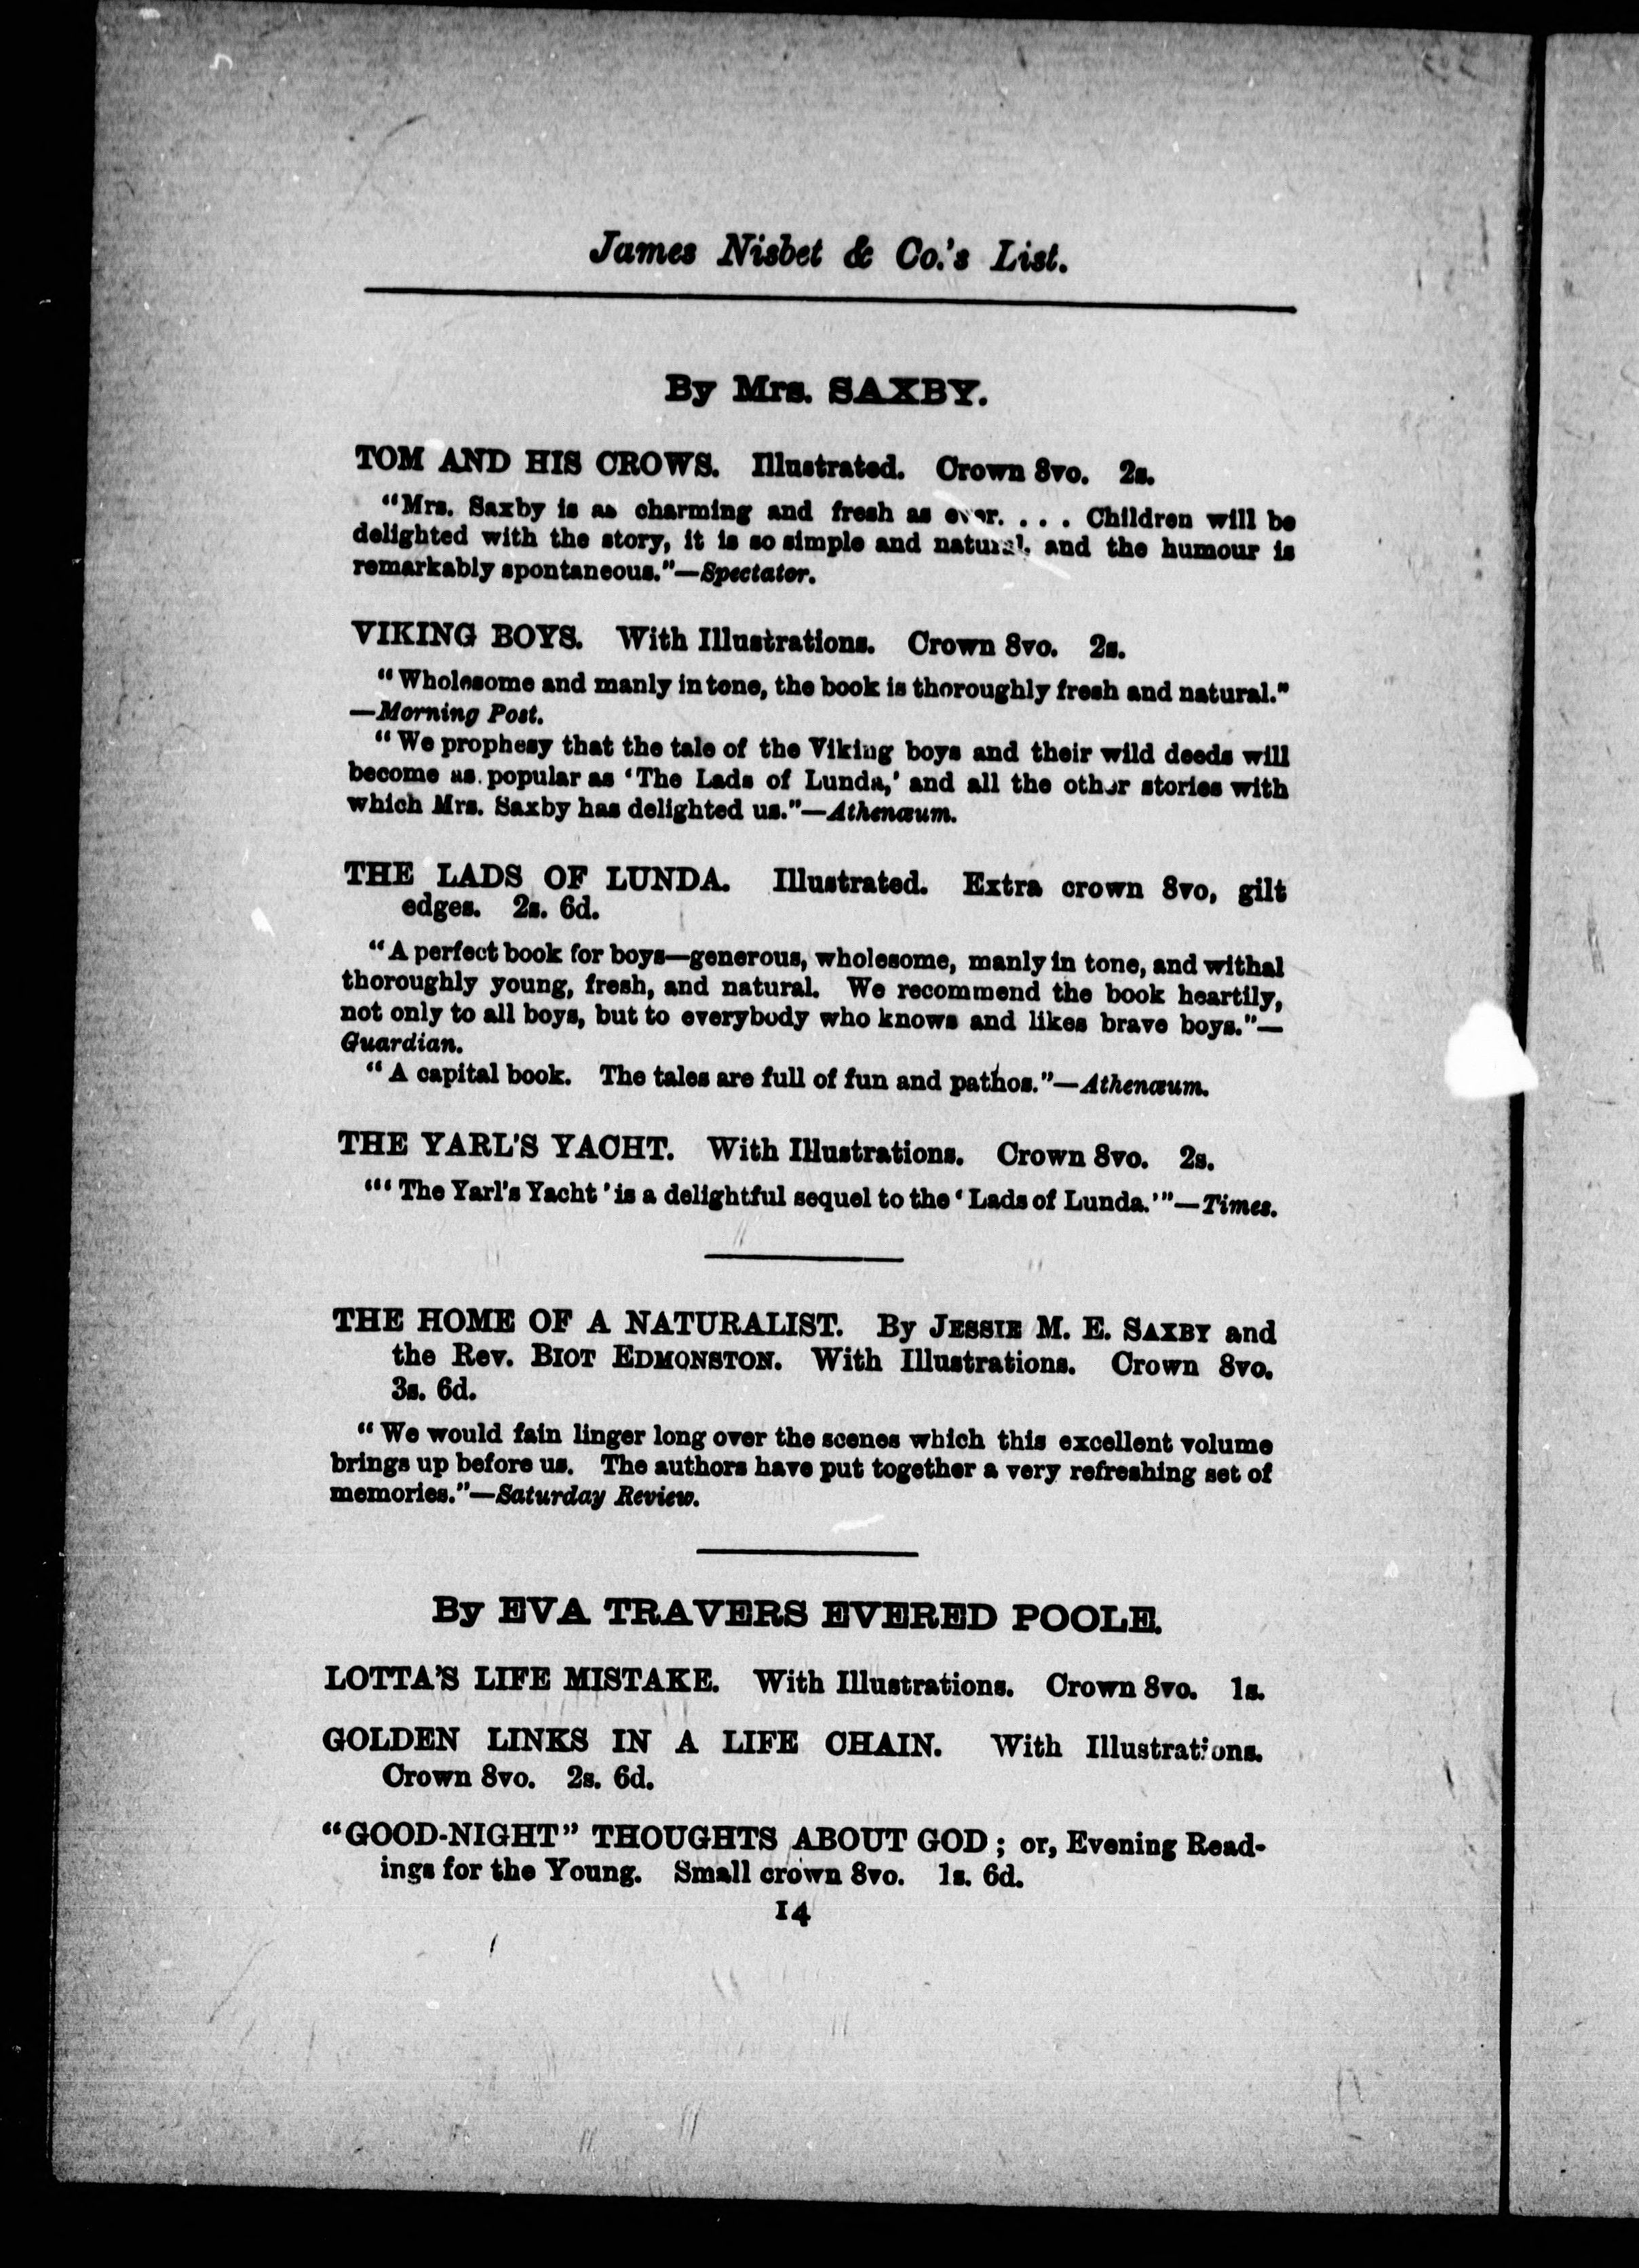 James Nisbet & Co.'s List.
By Mrs. SAXBY.
TOM AND HIS CROWS. Illustrated. Crown 8vo. 2s.
"Mrs. Saxby is as charming and fresh as ever. . . . Children will be
delighted with the story, it is so simple and natural, and the humour is
remarkably spontaneous."—Spectator.
VIKING BOYS. With Illustrations. Crown 8vo. 2s.
"Wholesome and manly in tone, the book is thoroughly fresh and natural."
—Morning Post.
"We prophesy that the tale of the Viking boys and their wild deeds will
become as popular as 'The Lads of Lunda,' and all the other stories with
which Mrs. Saxby has delighted us."—Athenæum.
THE LADS OF LUNDA. Illustrated. Extra crown 8vo, gilt
edges. 2s. 6d.
"A perfect book for boys—generous, wholesome, manly in tone, and withal
thoroughly young, fresh, and natural. We recommend the book heartily,
not only to all boys, but to everybody who knows and likes brave boys."—
Guardian.
"A capital book. The tales are full of fun and pathos."—Athenæum.
THE YARL'S YACHT. With Illustrations. Crown 8vo. 2s.
"'The Yarl's Yacht' is a delightful sequel to the 'Lads of Lunda.'"—Times.
THE HOME OF A NATURALIST. By JESSIE M. E. SAXBY and
the Rev. BIOT EDMONSTON. With Illustrations. Crown 8vo.
3s. 6d.
"We would fain linger long over the scenes which this excellent volume
brings up before us. The authors have put together a very refreshing set of
memories."—Saturday Review.
By EVA TRAVERS EVERED POOLE.
LOTTA'S LIFE MISTAKE. With Illustrations. Crown 8vo. 1s.
GOLDEN LINKS IN A LIFE CHAIN. With Illustrations.
Crown 8vo. 2s. 6d.
"GOOD-NIGHT" THOUGHTS ABOUT GOD; or, Evening Read-
ings for the Young. Small crown 8vo. 1s. 6d.
14